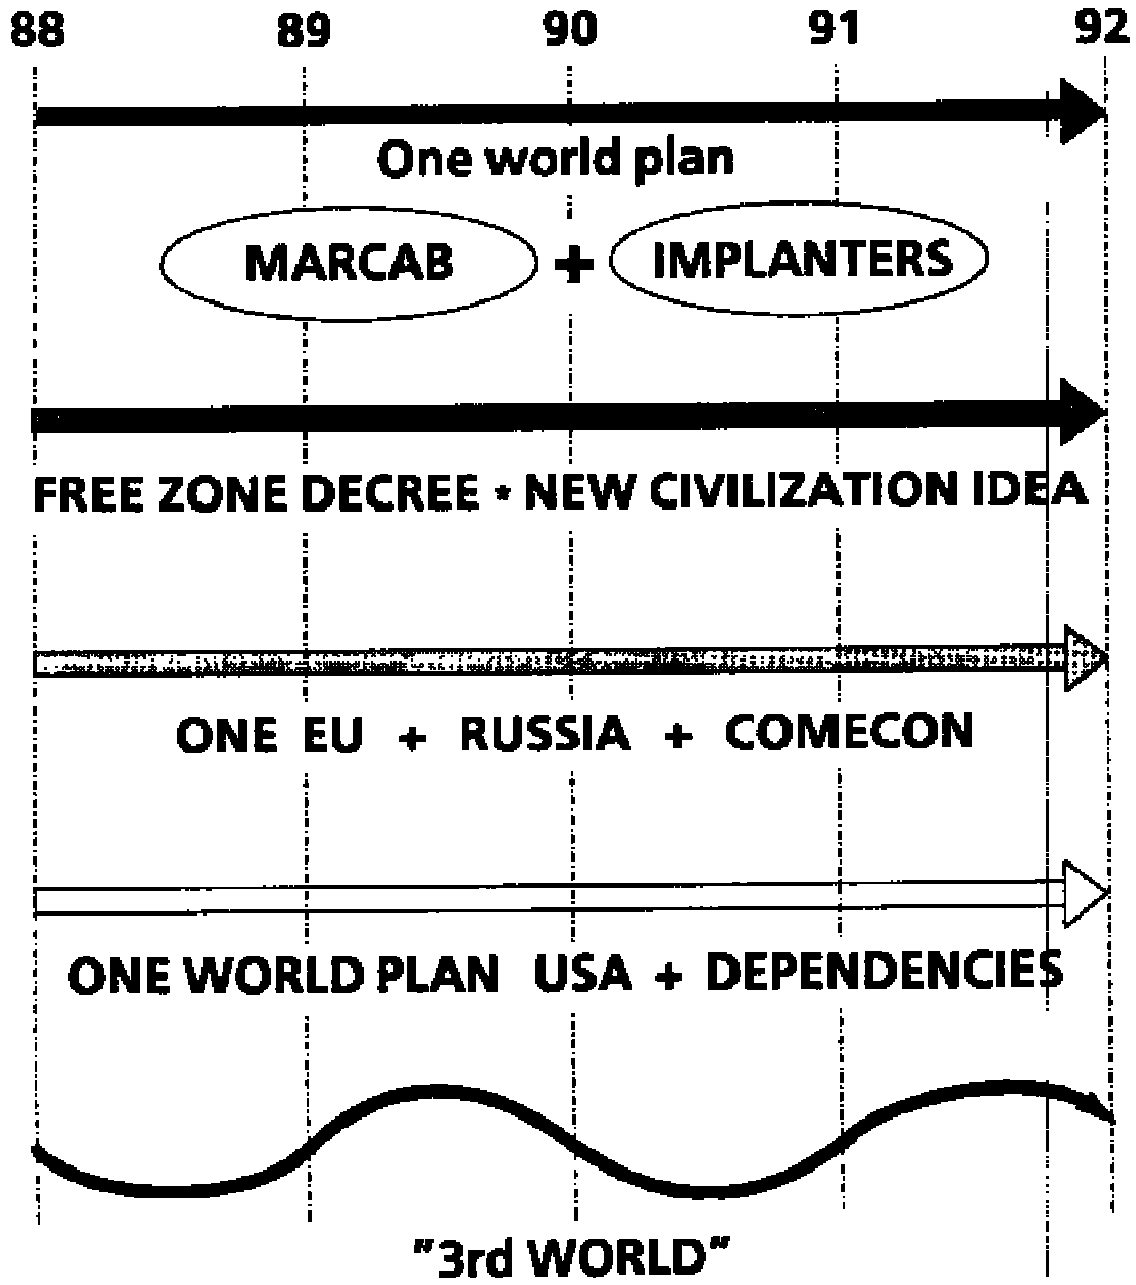 88 89 90 91 92
One world plan
MARCAB + IMPLANTERS
FREE ZONE DECREE * NEW CIVILIZATION IDEA
ONE EU + RUSSIA + COMECON
ONE WORLD PLAN USA + DEPENDENCIES
"3rd WORLD"